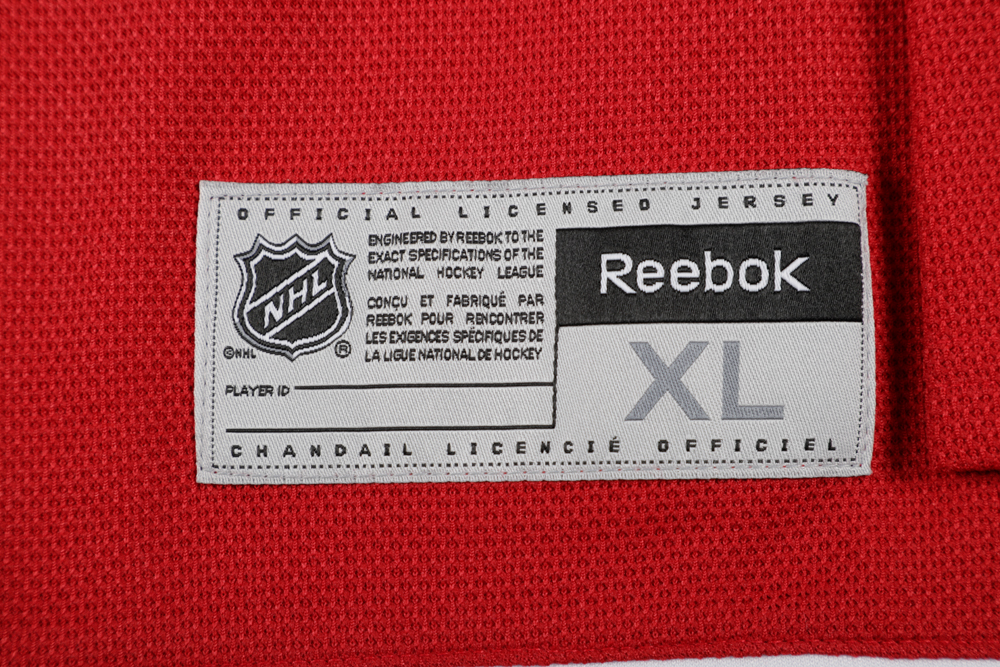 OFFICIAL LICENSED JERSEY
NHL
©NHL
®
ENGINEERED BY REEBOK TO THE
EXACT SPECIFICATIONS OF THE
NATIONAL HOCKEY LEAGUE
CONÇU ET FABRIQUÉ PAR
REEBOK POUR RENCONTRER
LES EXIGENCES SPÉCIFIQUES DE
LA LIGUE NATIONAL DE HOCKEY
Reebok
XL
PLAYER ID
CHANDAIL LICENCIÉ OFFICIEL